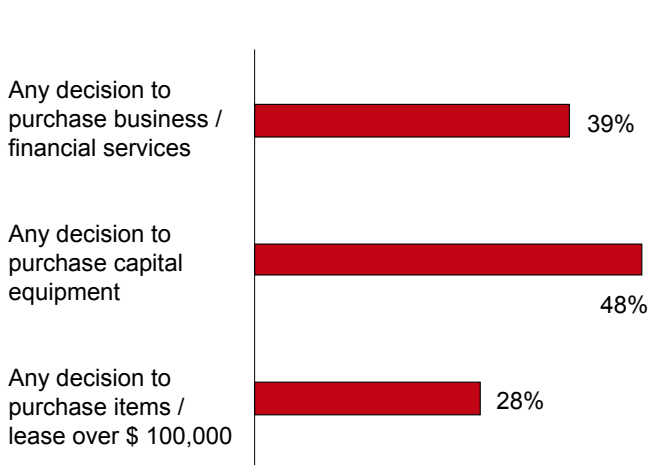 Any decision to
purchase business /
financial services
39%
Any decision to
purchase capital
equipment
48%
Any decision to
purchase items /
lease over $ 100,000
28%